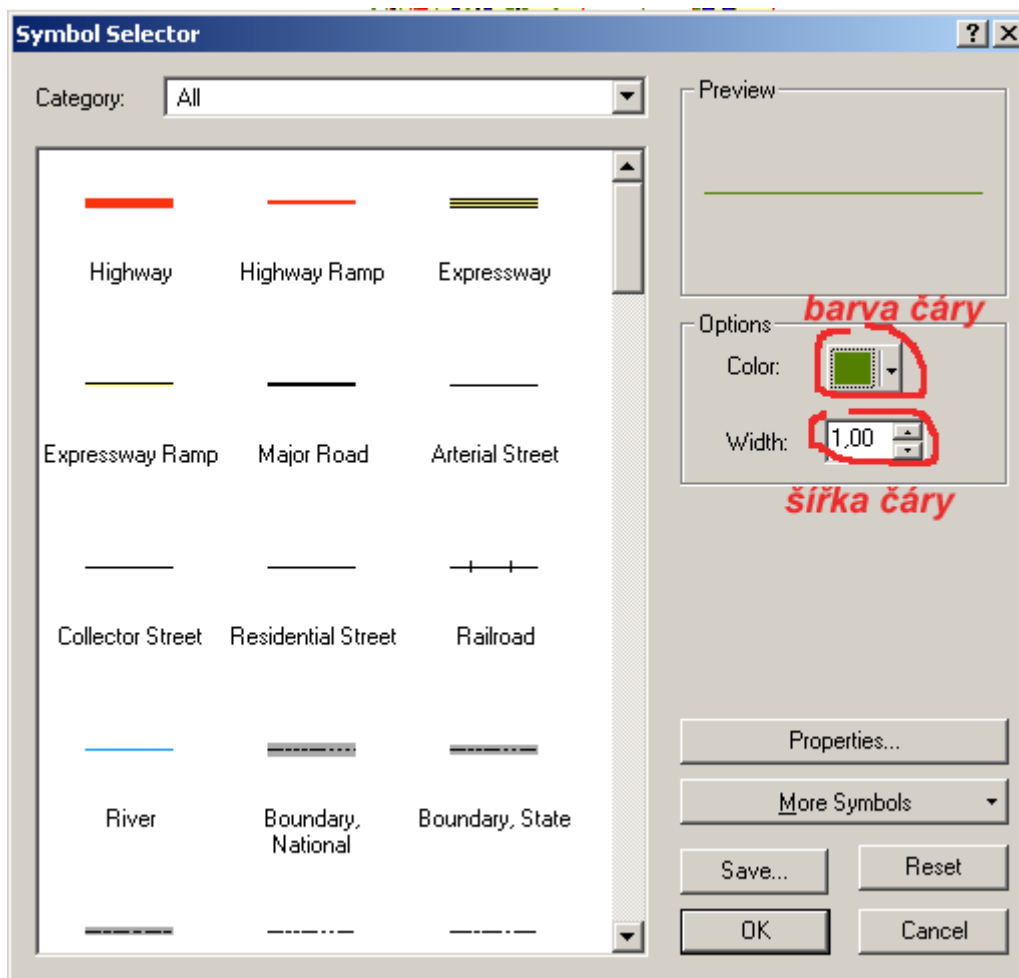 Symbol Selector
Category:
All
Preview
Highway
Highway Ramp
Expressway
barva čáry
Options
Color:
Expressway Ramp
Major Road
Arterial Street
Width:
1,00
šířka čáry
Collector Street
Residential Street
Railroad
Properties...
More Symbols
River
Boundary,
National
Boundary, State
Save...
Reset
OK
Cancel